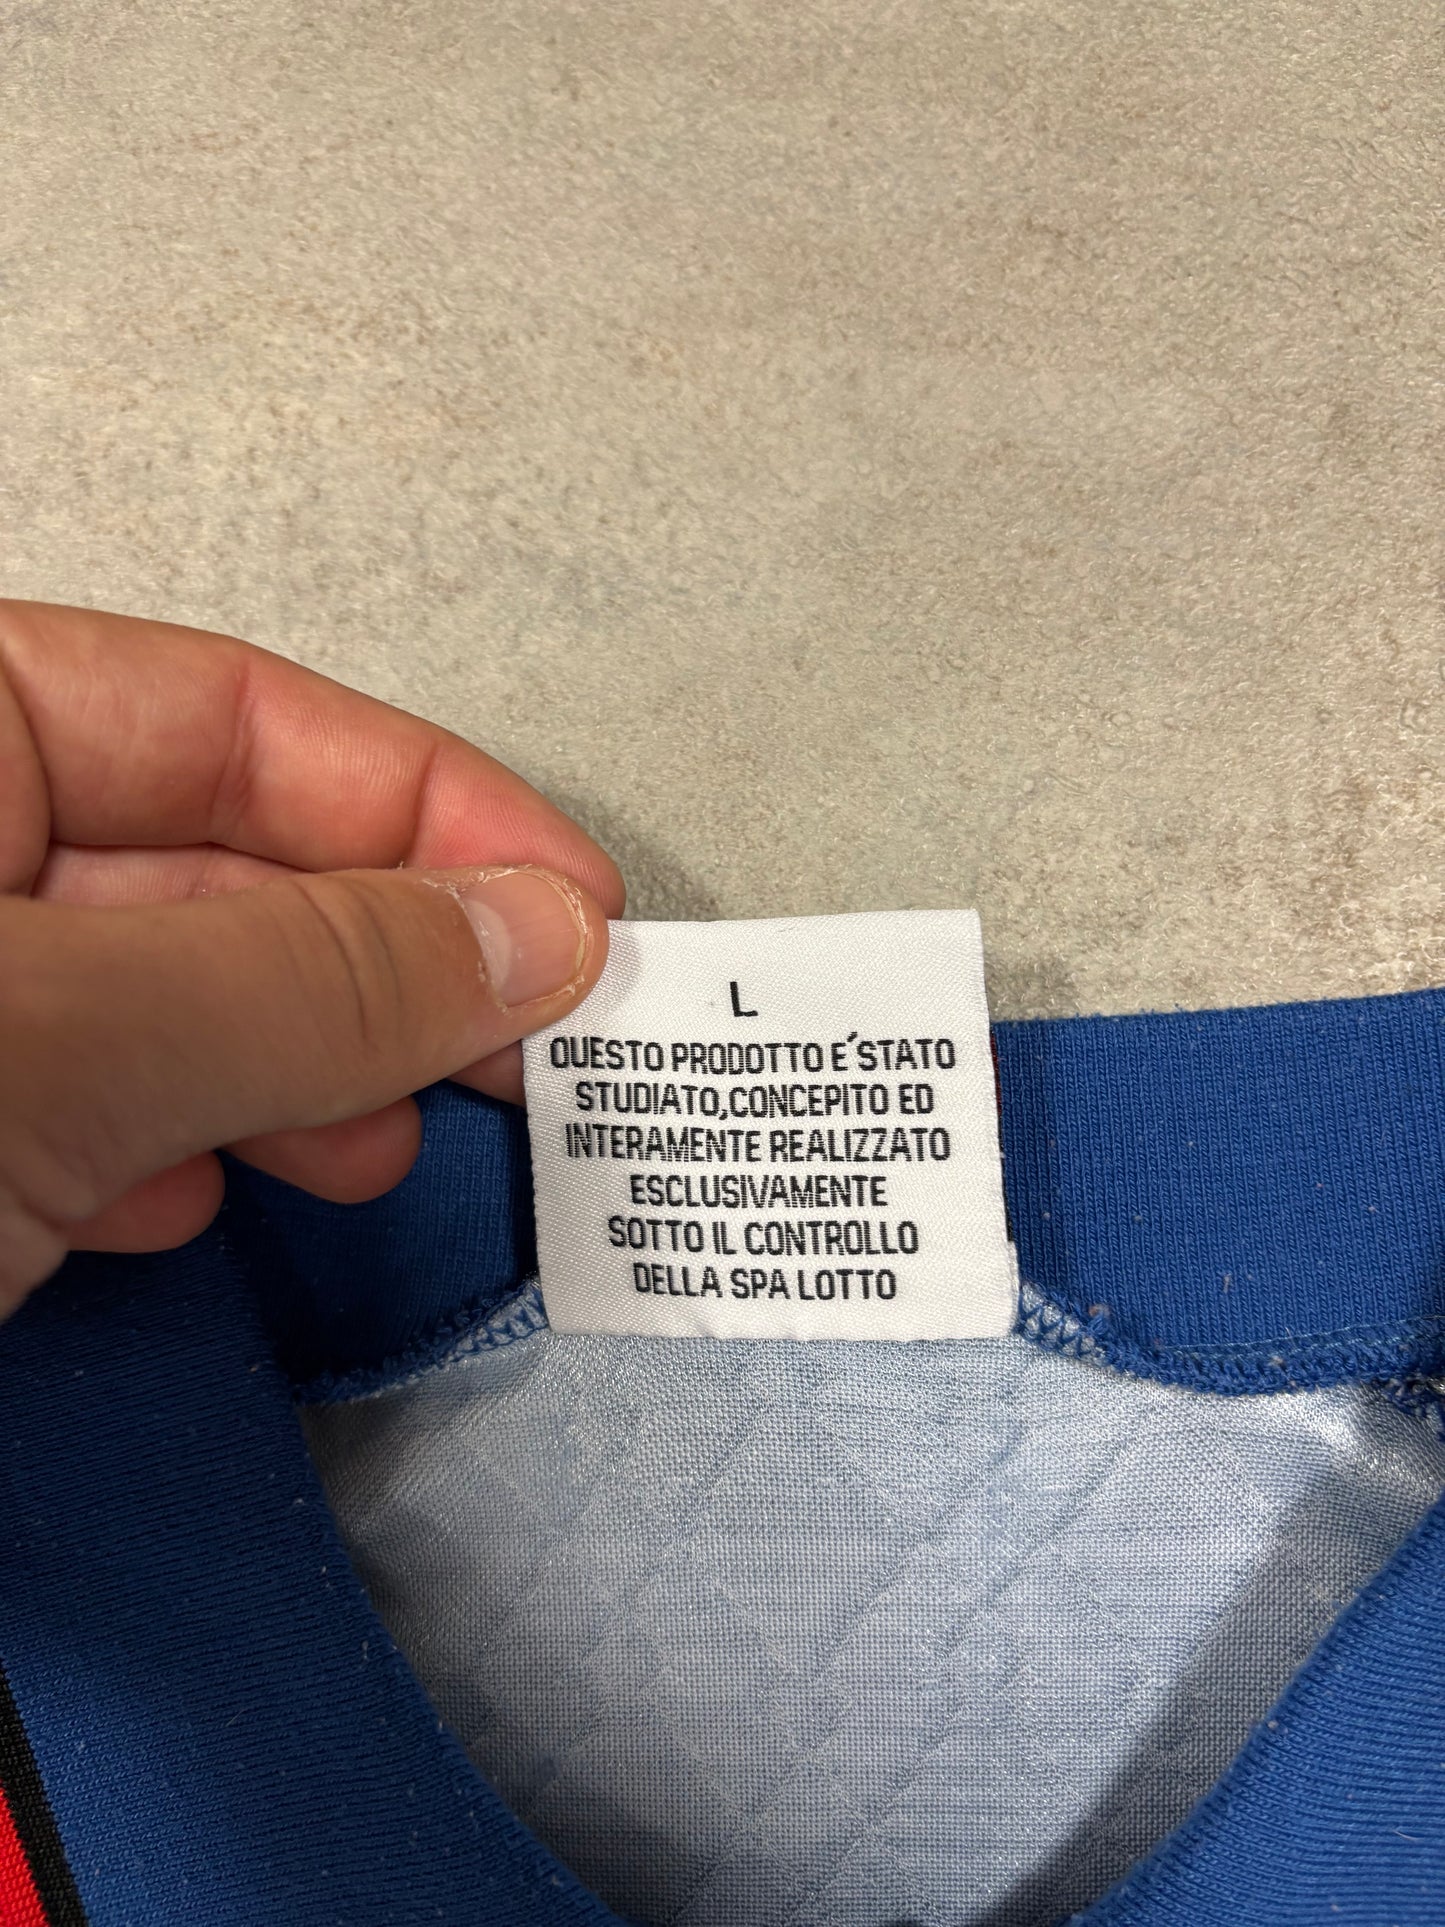 L
QUESTO PRODOTTO E´STATO
STUDIATO,CONCEPITO ED
INTERAMENTE REALIZZATO
ESCLUSIVAMENTE
SOTTO IL CONTROLLO
DELLA SPA LOTTO